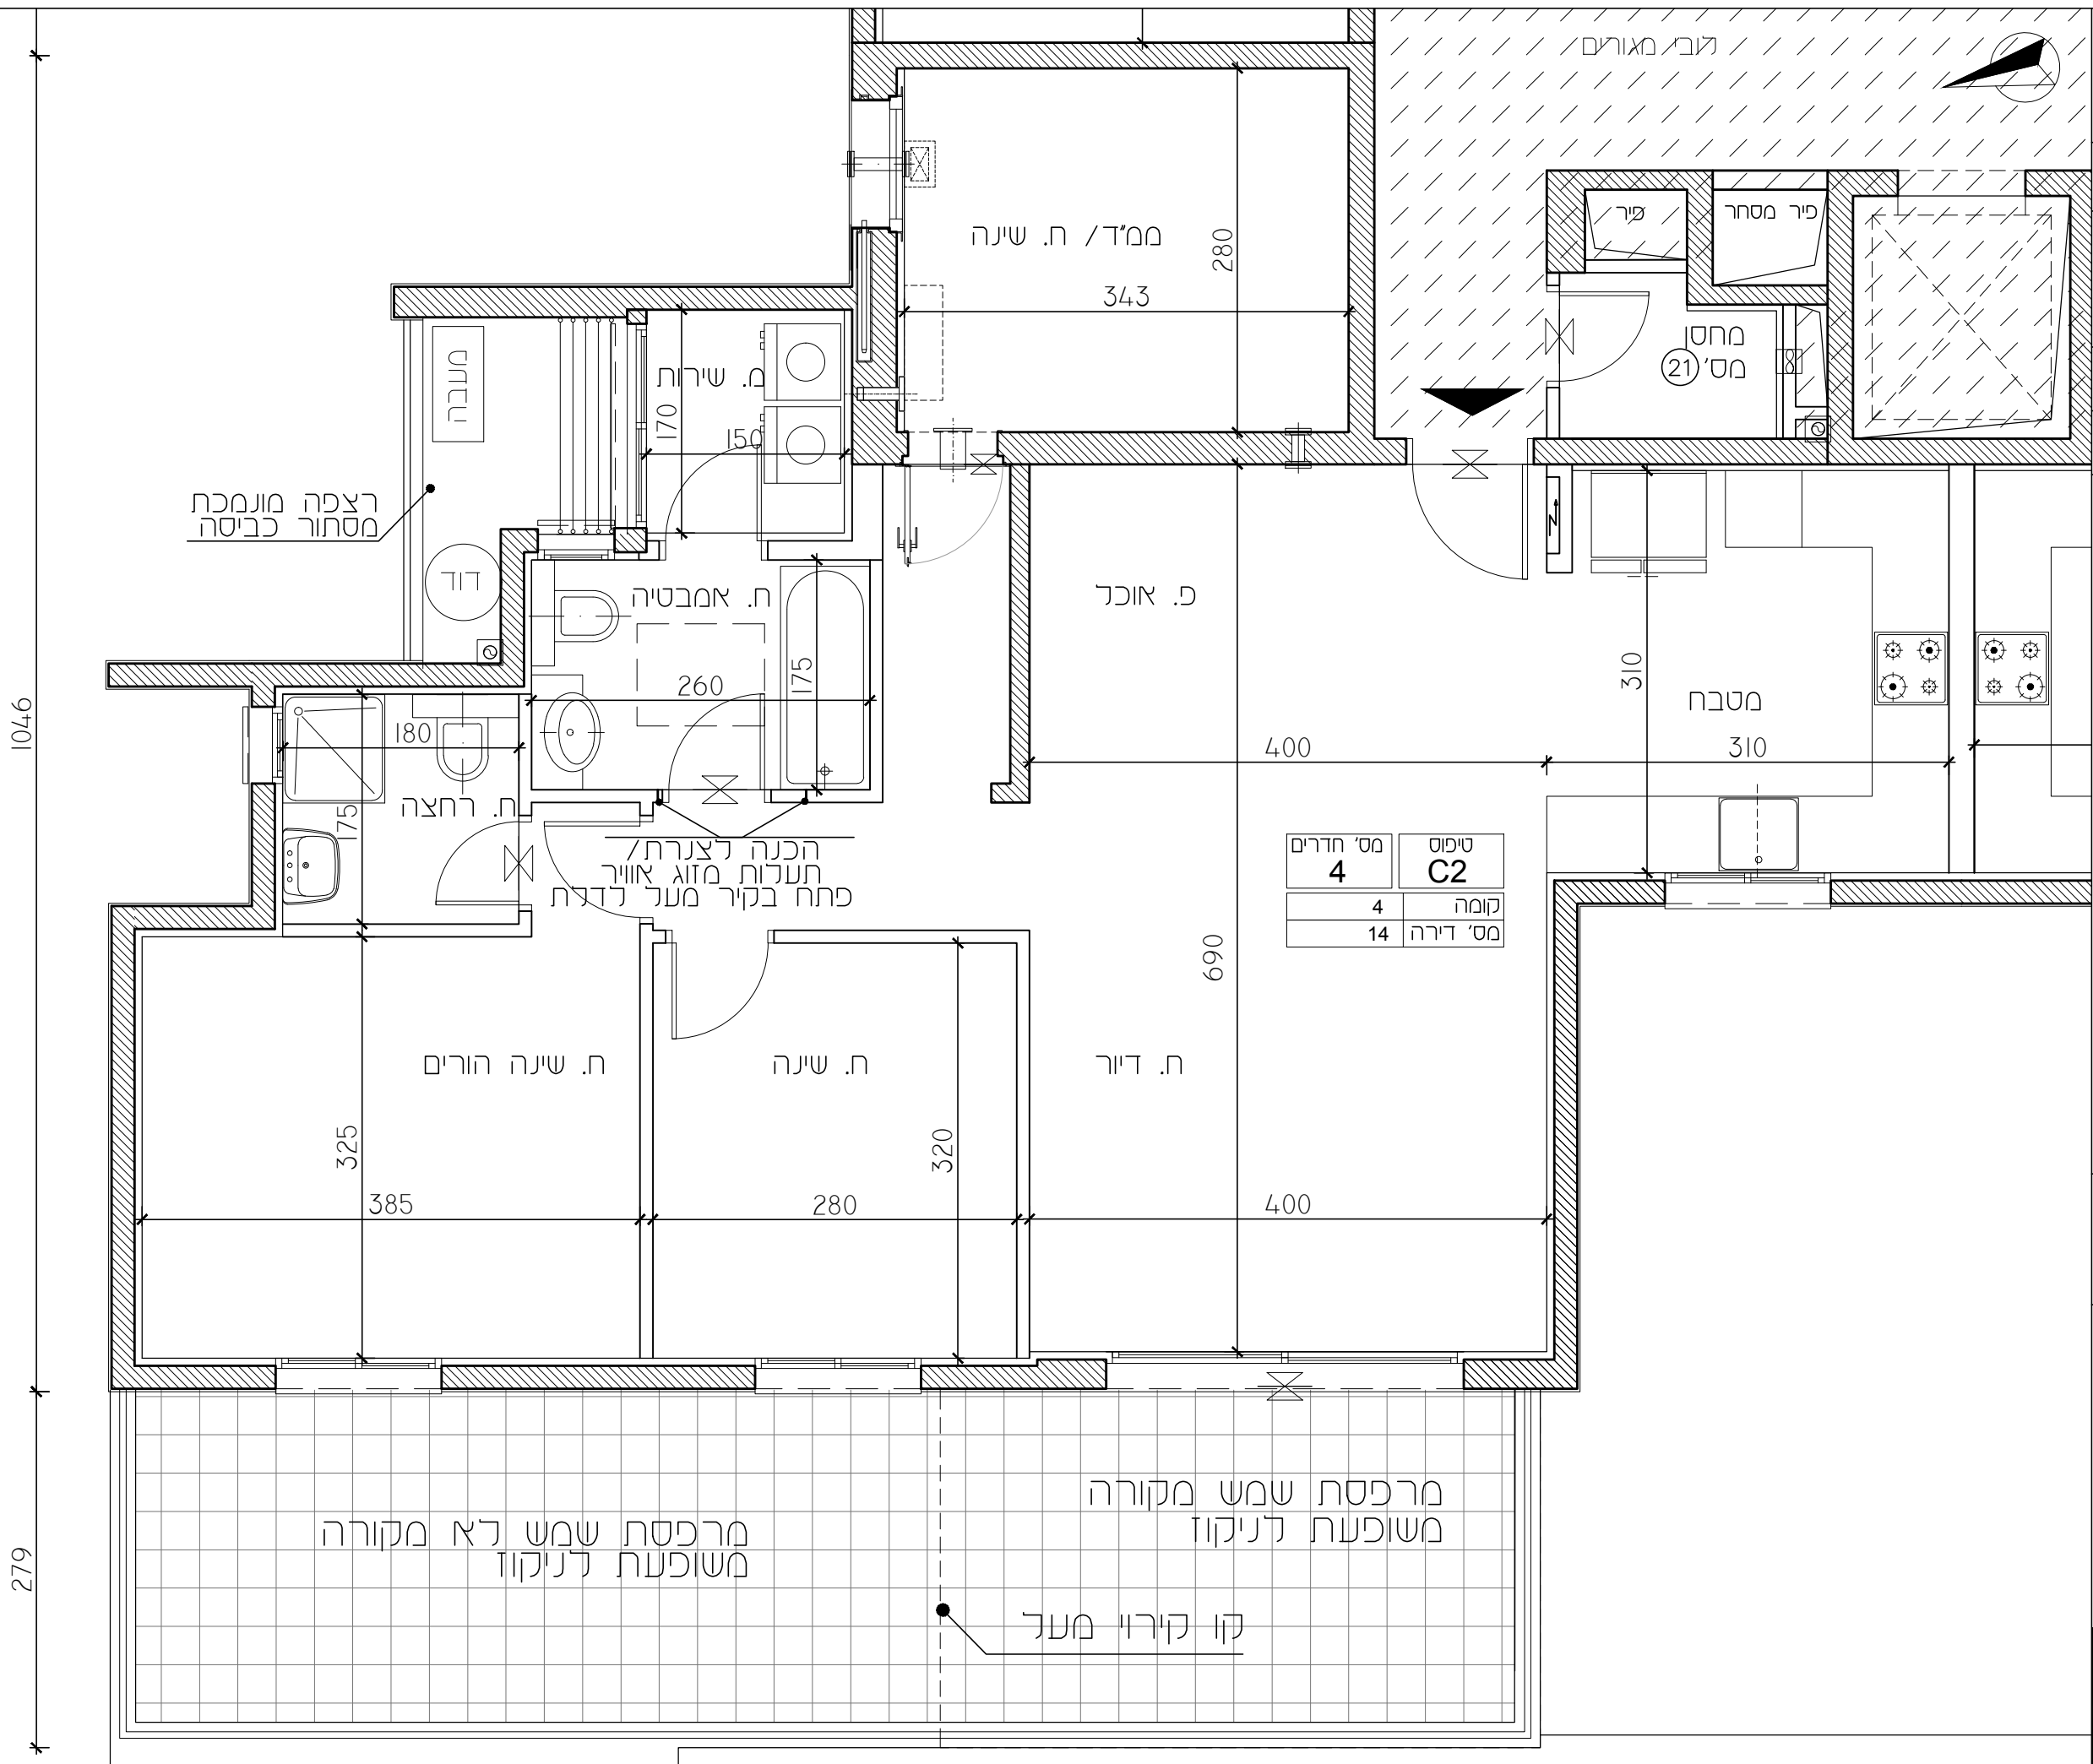 לובי מגורים
פיר
פיר מסחר
ממ"ד/ ח. שינה
280
343
מחסן
מס' 21
מ. שירות
170
150
מעבה
רצפה מונמכת
מסתור כביסה
דוד
ח. אמבטיה
260
175
פ. אוכל
310
מטבח
400
310
1046
180
175
ח. רחצה
הכנה לצנרת/
תעלות מזוג אוויר
פתח בקיר מעל לדלת
טיפוס
C2
מס' חדרים
4
קומה 4
מס' דירה 14
690
ח. שינה הורים
ח. שינה
ח. דיור
325
320
385
280
400
מרפסת שמש מקורה
משופעת לניקוז
מרפסת שמש לא מקורה
משופעת לניקוז
279
קו קירוי מעל